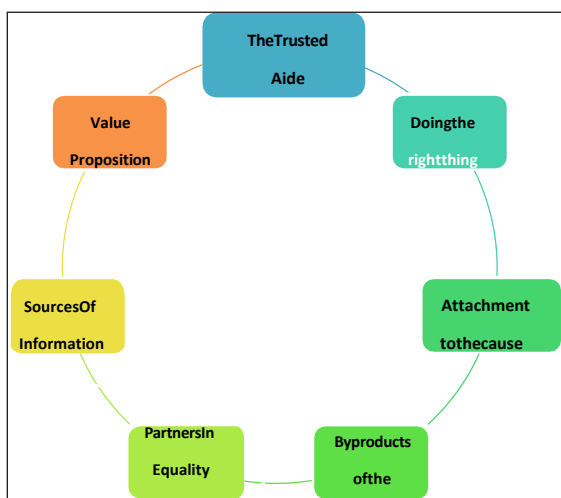 TheTrusted
Aide
Doingthe
rightthing
Attachment
tothecause
Byproducts
ofthe
PartnersIn
Equality
SourcesOf
Information
Value
Proposition